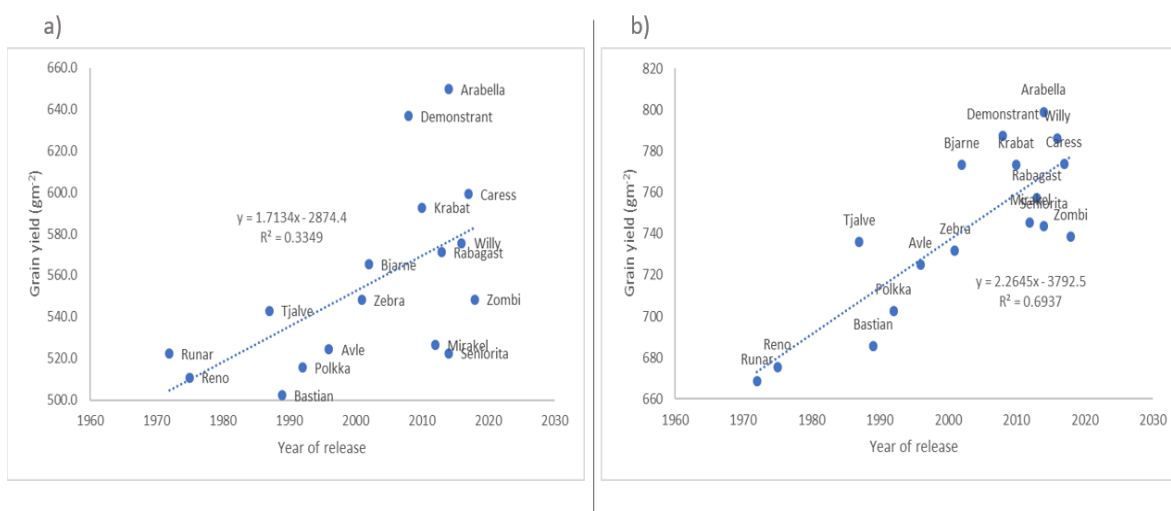 a)
660.0
640.0
620.0
600.0
580.0
560.0
540.0
520.0
500.0
Grain yield (gm⁻²)
Arabella
Demonstrant
Caress
Krabat
y = 1.7134x - 2874.4
R² = 0.3349
Willy
Rabagast
Bjarne
Zebra
Zombi
Tjalve
Mirakel
Avle
Seniorita
Runar
Polkka
Reno
Bastian
1960 1970 1980 1990 2000 2010 2020 2030
Year of release
b)
820
800
780
760
740
720
700
680
660
Grain yield (gm⁻²)
Arabella
Demonstrant Willy
Bjarne Krabat Caress
Rabagast
Mirakel
Seniorita
Zombi
Tjalve
Zebra
Avle
y = 2.2645x - 3792.5
R² = 0.6937
Polkka
Bastian
Reno
Runar
1960 1970 1980 1990 2000 2010 2020 2030
Year of release